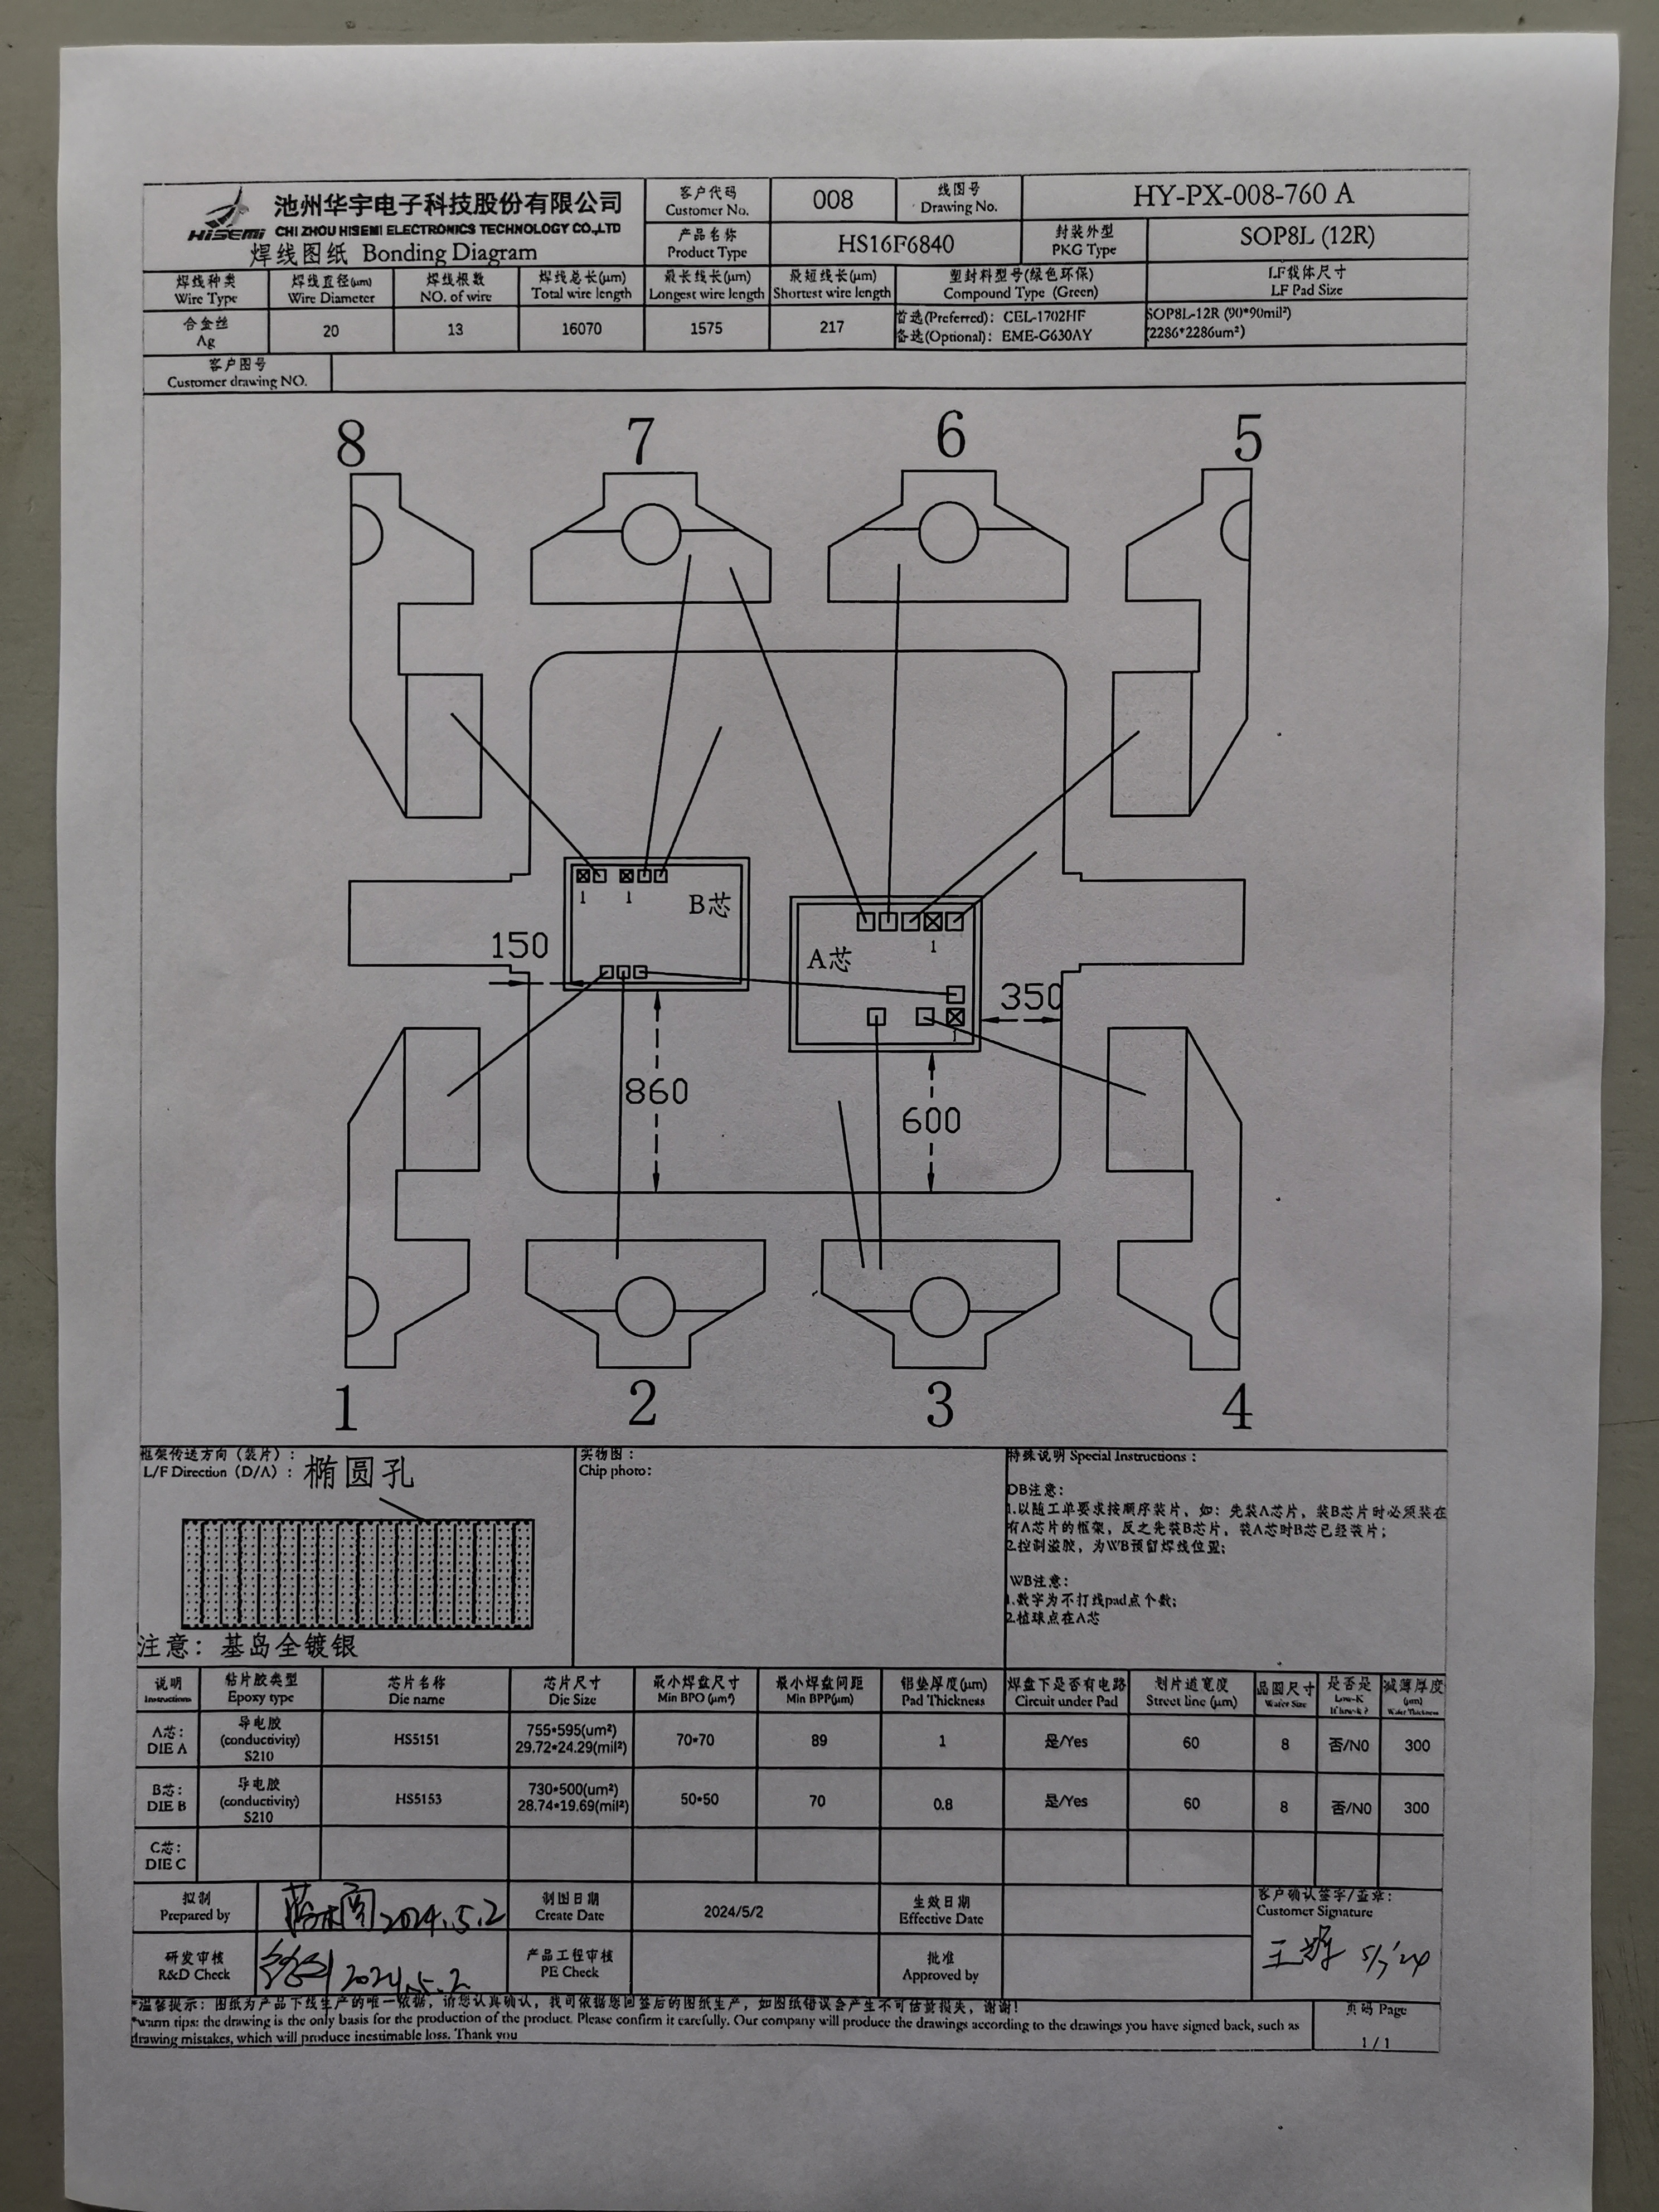 HISEMI
池州华宇电子科技股份有限公司
CHI ZHOU HISEMI ELECTRONICS TECHNOLOGY CO.,LTD
焊线图纸 Bonding Diagram
客户代码
Customer No.
008
线图号
Drawing No.
HY-PX-008-760 A
产品名称
Product Type
HS16F6840
封装外型
PKG Type
SOP8L (12R)
焊线种类
Wire Type
焊线直径(μm)
Wire Diameter
焊线根数
NO. of wire
焊线总长(μm)
Total wire length
最长线长(μm)
Longest wire length
最短线长(μm)
Shortest wire length
塑封料型号(绿色环保)
Compound Type (Green)
LF载体尺寸
LF Pad Size
合金丝
Ag
20
13
16070
1575
217
首选(Preferred): CEL-1702HF
备选(Optional): EME-G630AY
SOP8L-12R (90*90mil²)
(2286*2286um²)
客户图号
Customer drawing NO.
8
7
6
5
1
1
B芯
150
A芯
1
350
1
860
600
1
2
3
4
框架传送方向(装片):
L/F Direction (D/A):
椭圆孔
注意: 基岛全镀银
实物图:
Chip photo:
特殊说明 Special Instructions:
DB注意:
1.以随工单要求按顺序装片, 如: 先装A芯片, 装B芯片时必须装在
有A芯片的框架, 反之先装B芯片, 装A芯时B芯已经装片;
2.控制溢胶, 为WB预留焊线位置;
WB注意:
1.数字为不打线pad点个数;
2.植球点在A芯
说明
Instructions
粘片胶类型
Epoxy type
芯片名称
Die name
芯片尺寸
Die Size
最小焊盘尺寸
Min BPO (μm²)
最小焊盘间距
Min BPP(μm)
铝垫厚度(μm)
Pad Thickness
焊盘下是否有电路
Circuit under Pad
划片道宽度
Street line (μm)
晶圆尺寸
Wafer Size
是否是
Low-K
减薄厚度
(μm)
Wafer Thickness
A芯:
DIE A
导电胶
(conductivity)
S210
HS5151
755*595(um²)
29.72*24.29(mil²)
70*70
89
1
是/Yes
60
8
否/NO
300
B芯:
DIE B
导电胶
(conductivity)
S210
HS5153
730*500(um²)
28.74*19.69(mil²)
50*50
70
0.8
是/Yes
60
8
否/NO
300
C芯:
DIE C
拟制
Prepared by
2024.5.2
制图日期
Create Date
2024/5/2
生效日期
Effective Date
客户确认签字/盖章:
Customer Signature
研发审核
R&D Check
2024.5.2
产品工程审核
PE Check
批准
Approved by
*温馨提示: 图纸为产品下线生产的唯一依据, 请您认真确认, 我司依据您回签后的图纸生产, 如图纸错误会产生不可估量损失, 谢谢!
*warm tips: the drawing is the only basis for the production of the product. Please confirm it carefully. Our company will produce the drawings according to the drawings you have signed back, such as
drawing mistakes, which will produce inestimable loss. Thank you
页码 Page
1 / 1